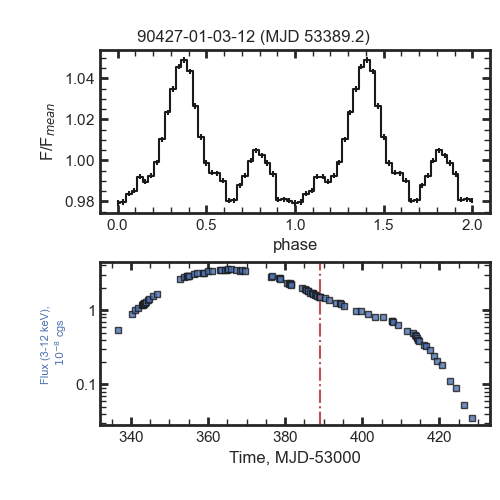 90427-01-03-12 (MJD 53389.2)
F/Fmean
1.04
1.02
1.00
0.98
0.0 0.5 1.0 1.5 2.0
phase
Flux (3-12 keV),
10⁻⁸ cgs
1
0.1
340 360 380 400 420
Time, MJD-53000